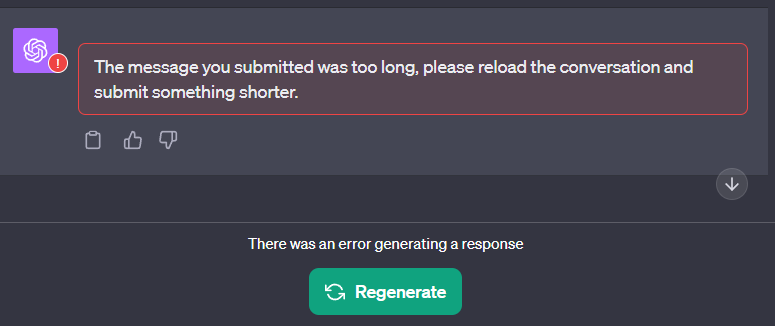 The message you submitted was too long, please reload the conversation and
submit something shorter.
There was an error generating a response
Regenerate